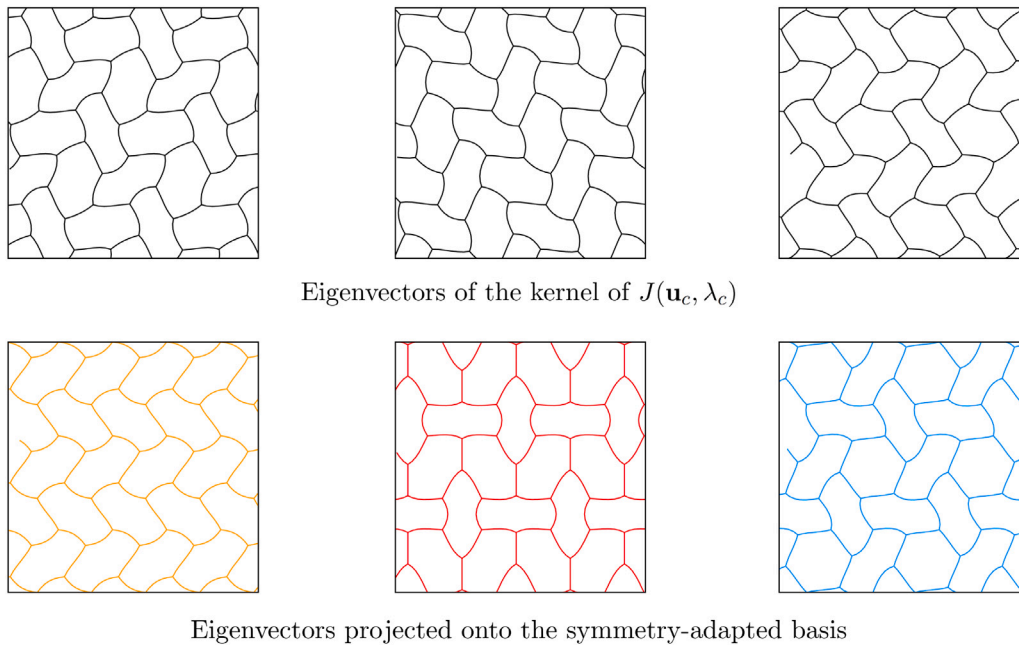 Eigenvectors of the kernel of J(𝐮_c, λ_c)
Eigenvectors projected onto the symmetry-adapted basis